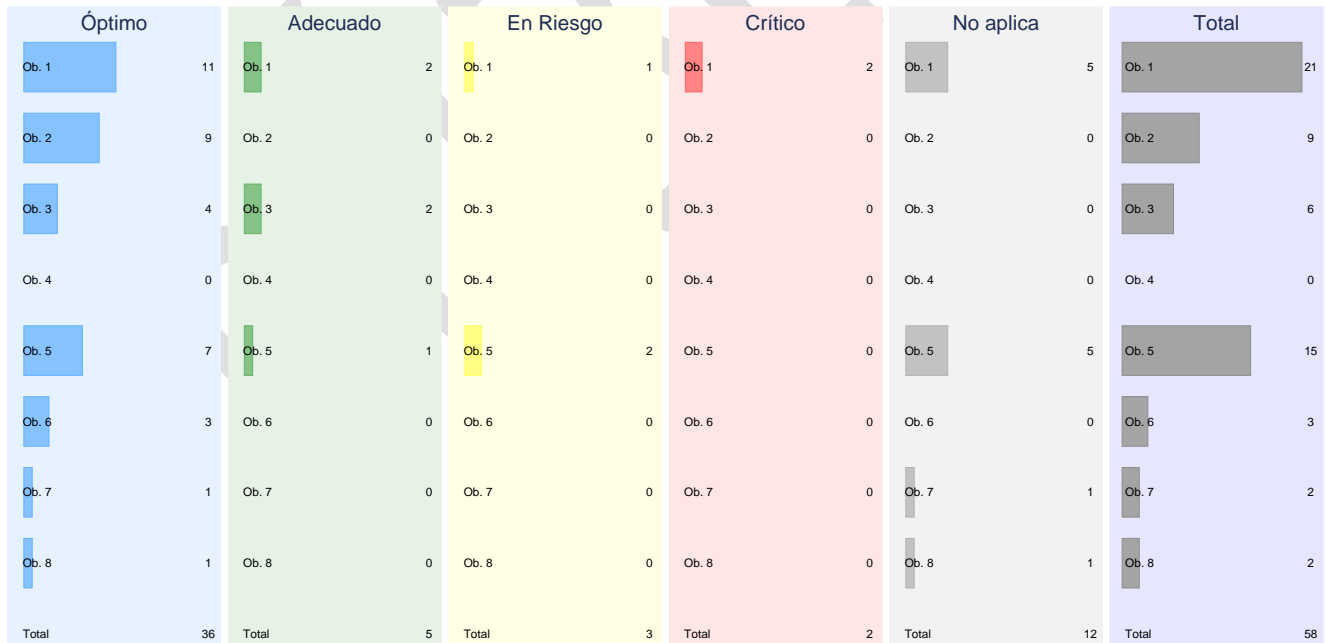 Óptimo Adecuado En Riesgo Crítico No aplica Total
Ob. 1 11 Ob. 1 2 Ob. 1 1 Ob. 1 2 Ob. 1 5 Ob. 1 21
Ob. 2 9 Ob. 2 0 Ob. 2 0 Ob. 2 0 Ob. 2 0 Ob. 2 9
Ob. 3 4 Ob. 3 2 Ob. 3 0 Ob. 3 0 Ob. 3 0 Ob. 3 6
Ob. 4 0 Ob. 4 0 Ob. 4 0 Ob. 4 0 Ob. 4 0 Ob. 4 0
Ob. 5 7 Ob. 5 1 Ob. 5 2 Ob. 5 0 Ob. 5 5 Ob. 5 15
Ob. 6 3 Ob. 6 0 Ob. 6 0 Ob. 6 0 Ob. 6 0 Ob. 6 3
Ob. 7 1 Ob. 7 0 Ob. 7 0 Ob. 7 0 Ob. 7 1 Ob. 7 2
Ob. 8 1 Ob. 8 0 Ob. 8 0 Ob. 8 0 Ob. 8 1 Ob. 8 2
Total 36 Total 5 Total 3 Total 2 Total 12 Total 58